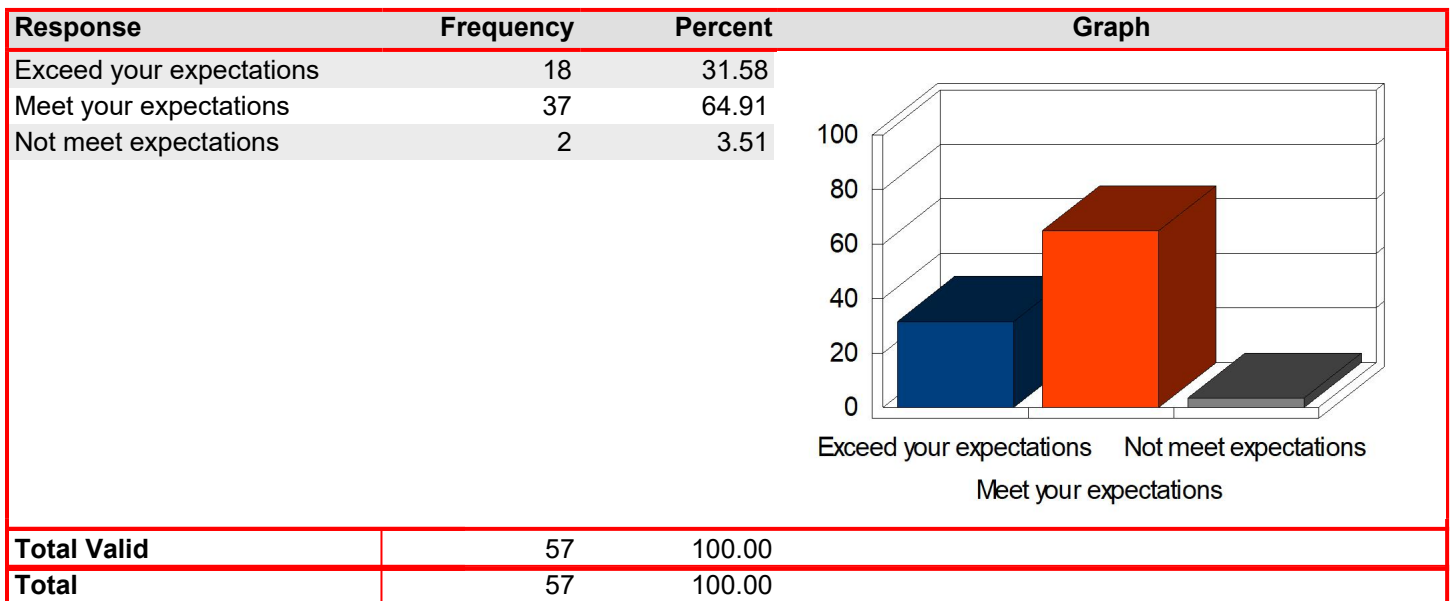 Response Frequency Percent Graph
Exceed your expectations 18 31.58
Meet your expectations 37 64.91
Not meet expectations 2 3.51
100
80
60
40
20
0
Exceed your expectations Not meet expectations
Meet your expectations
Total Valid 57 100.00
Total 57 100.00